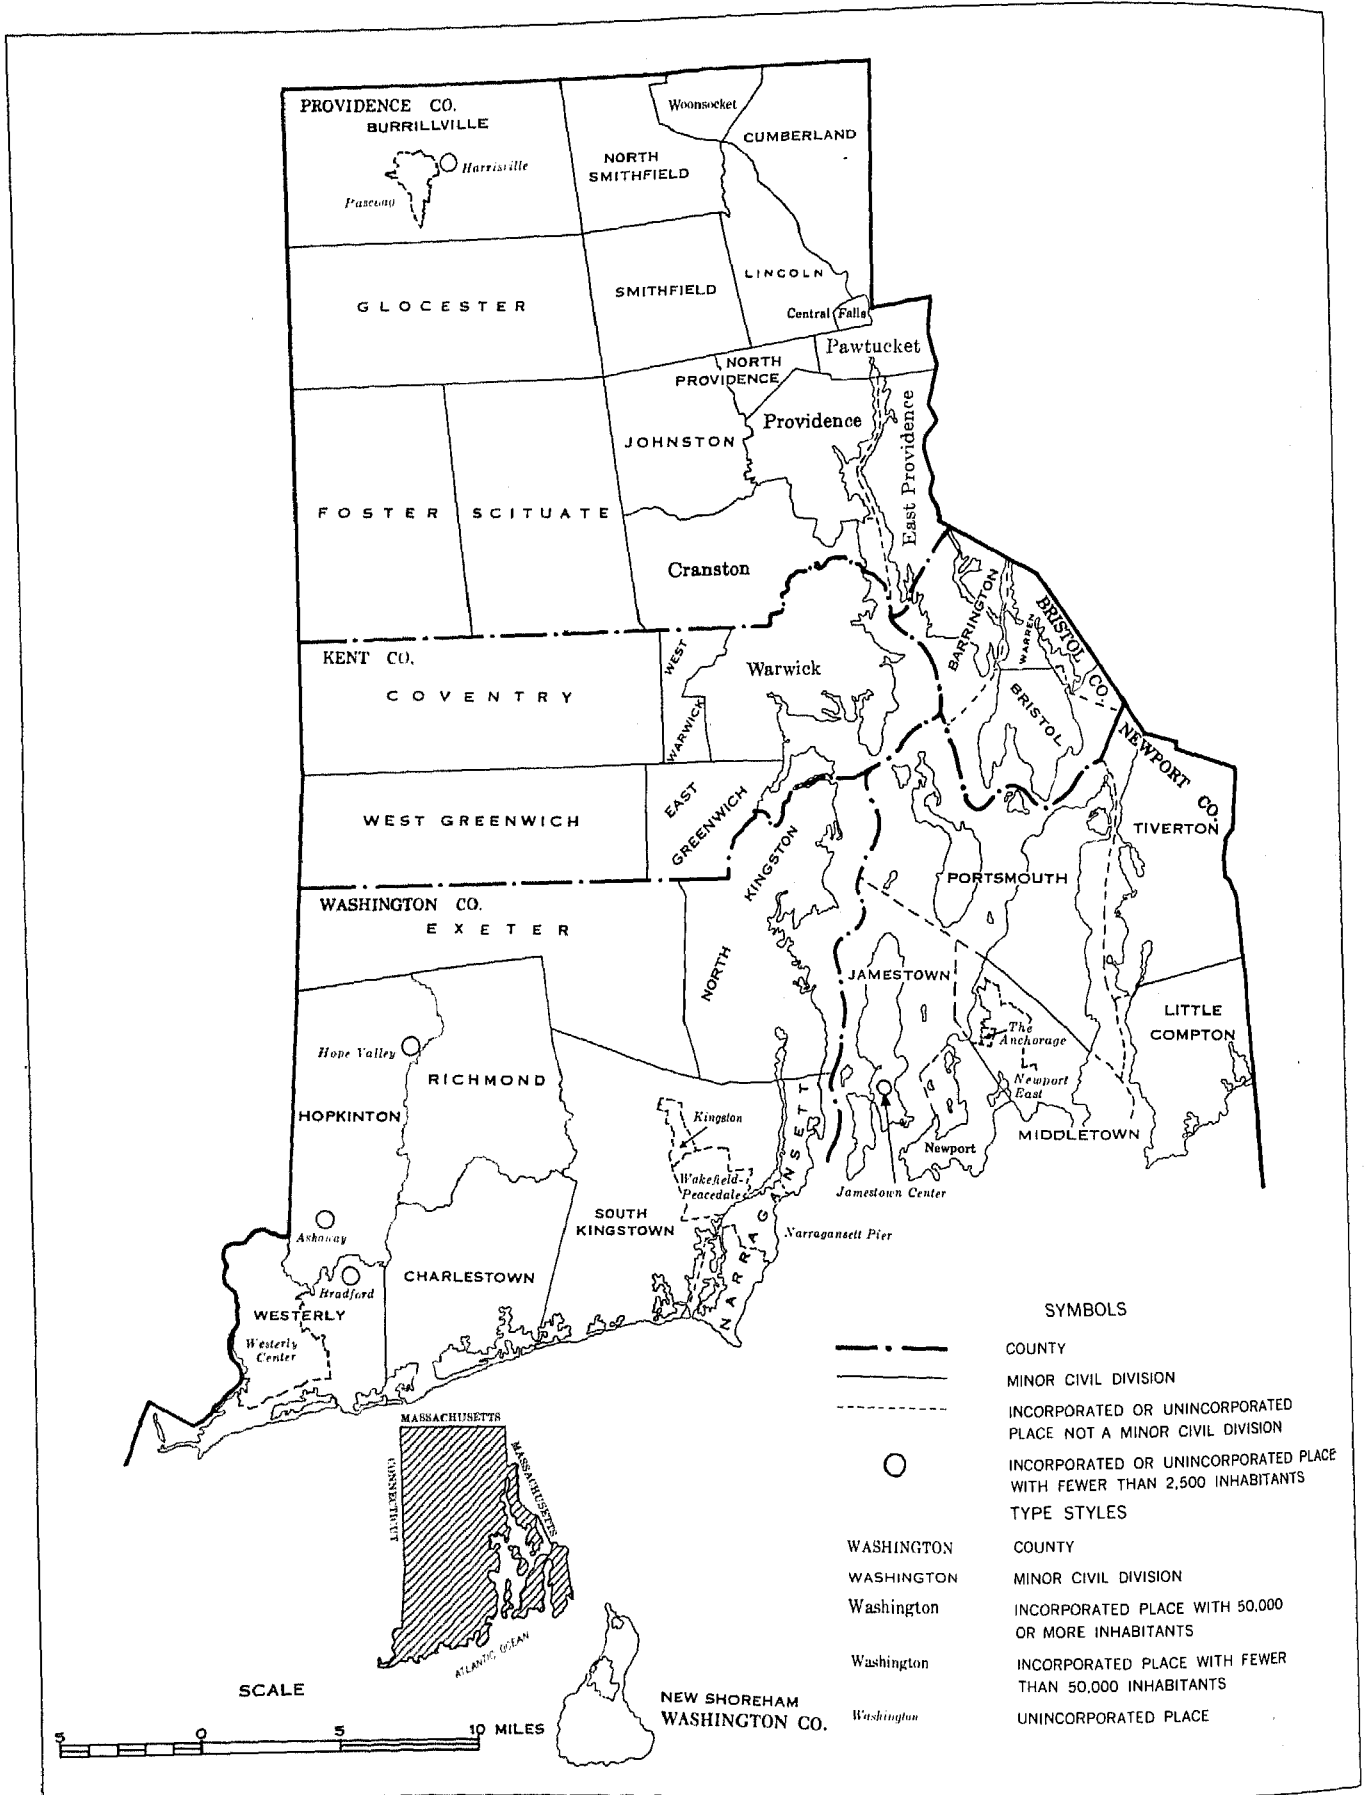 PROVIDENCE CO.
BURRILLVILLE
Harrisville
Pascoag
Woonsocket
CUMBERLAND
NORTH
SMITHFIELD
GLOCESTER
SMITHFIELD
LINCOLN
Central Falls
Pawtucket
NORTH
PROVIDENCE
Providence
JOHNSTON
East Providence
FOSTER
SCITUATE
Cranston
BARRINGTON
WARREN
BRISTOL CO.
BRISTOL
KENT CO.
COVENTRY
WEST
WARWICK
Warwick
NEWPORT CO.
WEST GREENWICH
EAST
GREENWICH
TIVERTON
PORTSMOUTH
WASHINGTON CO.
EXETER
NORTH
KINGSTON
JAMESTOWN
LITTLE
COMPTON
The
Anchorage
Newport
East
MIDDLETOWN
Newport
Jamestown Center
Hope Valley
RICHMOND
HOPKINTON
Kingston
Wakefield-
Peacedale
SOUTH
KINGSTOWN
NARRAGANSETT
Narragansett Pier
Ashaway
Bradford
CHARLESTOWN
WESTERLY
Westerly
Center
MASSACHUSETTS
MASSACHUSETTS
CONNECTICUT
ATLANTIC OCEAN
NEW SHOREHAM
WASHINGTON CO.
SCALE
5 0 5 10 MILES
SYMBOLS
COUNTY
MINOR CIVIL DIVISION
INCORPORATED OR UNINCORPORATED
PLACE NOT A MINOR CIVIL DIVISION
INCORPORATED OR UNINCORPORATED PLACE
WITH FEWER THAN 2,500 INHABITANTS
TYPE STYLES
WASHINGTON COUNTY
WASHINGTON MINOR CIVIL DIVISION
Washington INCORPORATED PLACE WITH 50,000
OR MORE INHABITANTS
Washington INCORPORATED PLACE WITH FEWER
THAN 50,000 INHABITANTS
Washington UNINCORPORATED PLACE